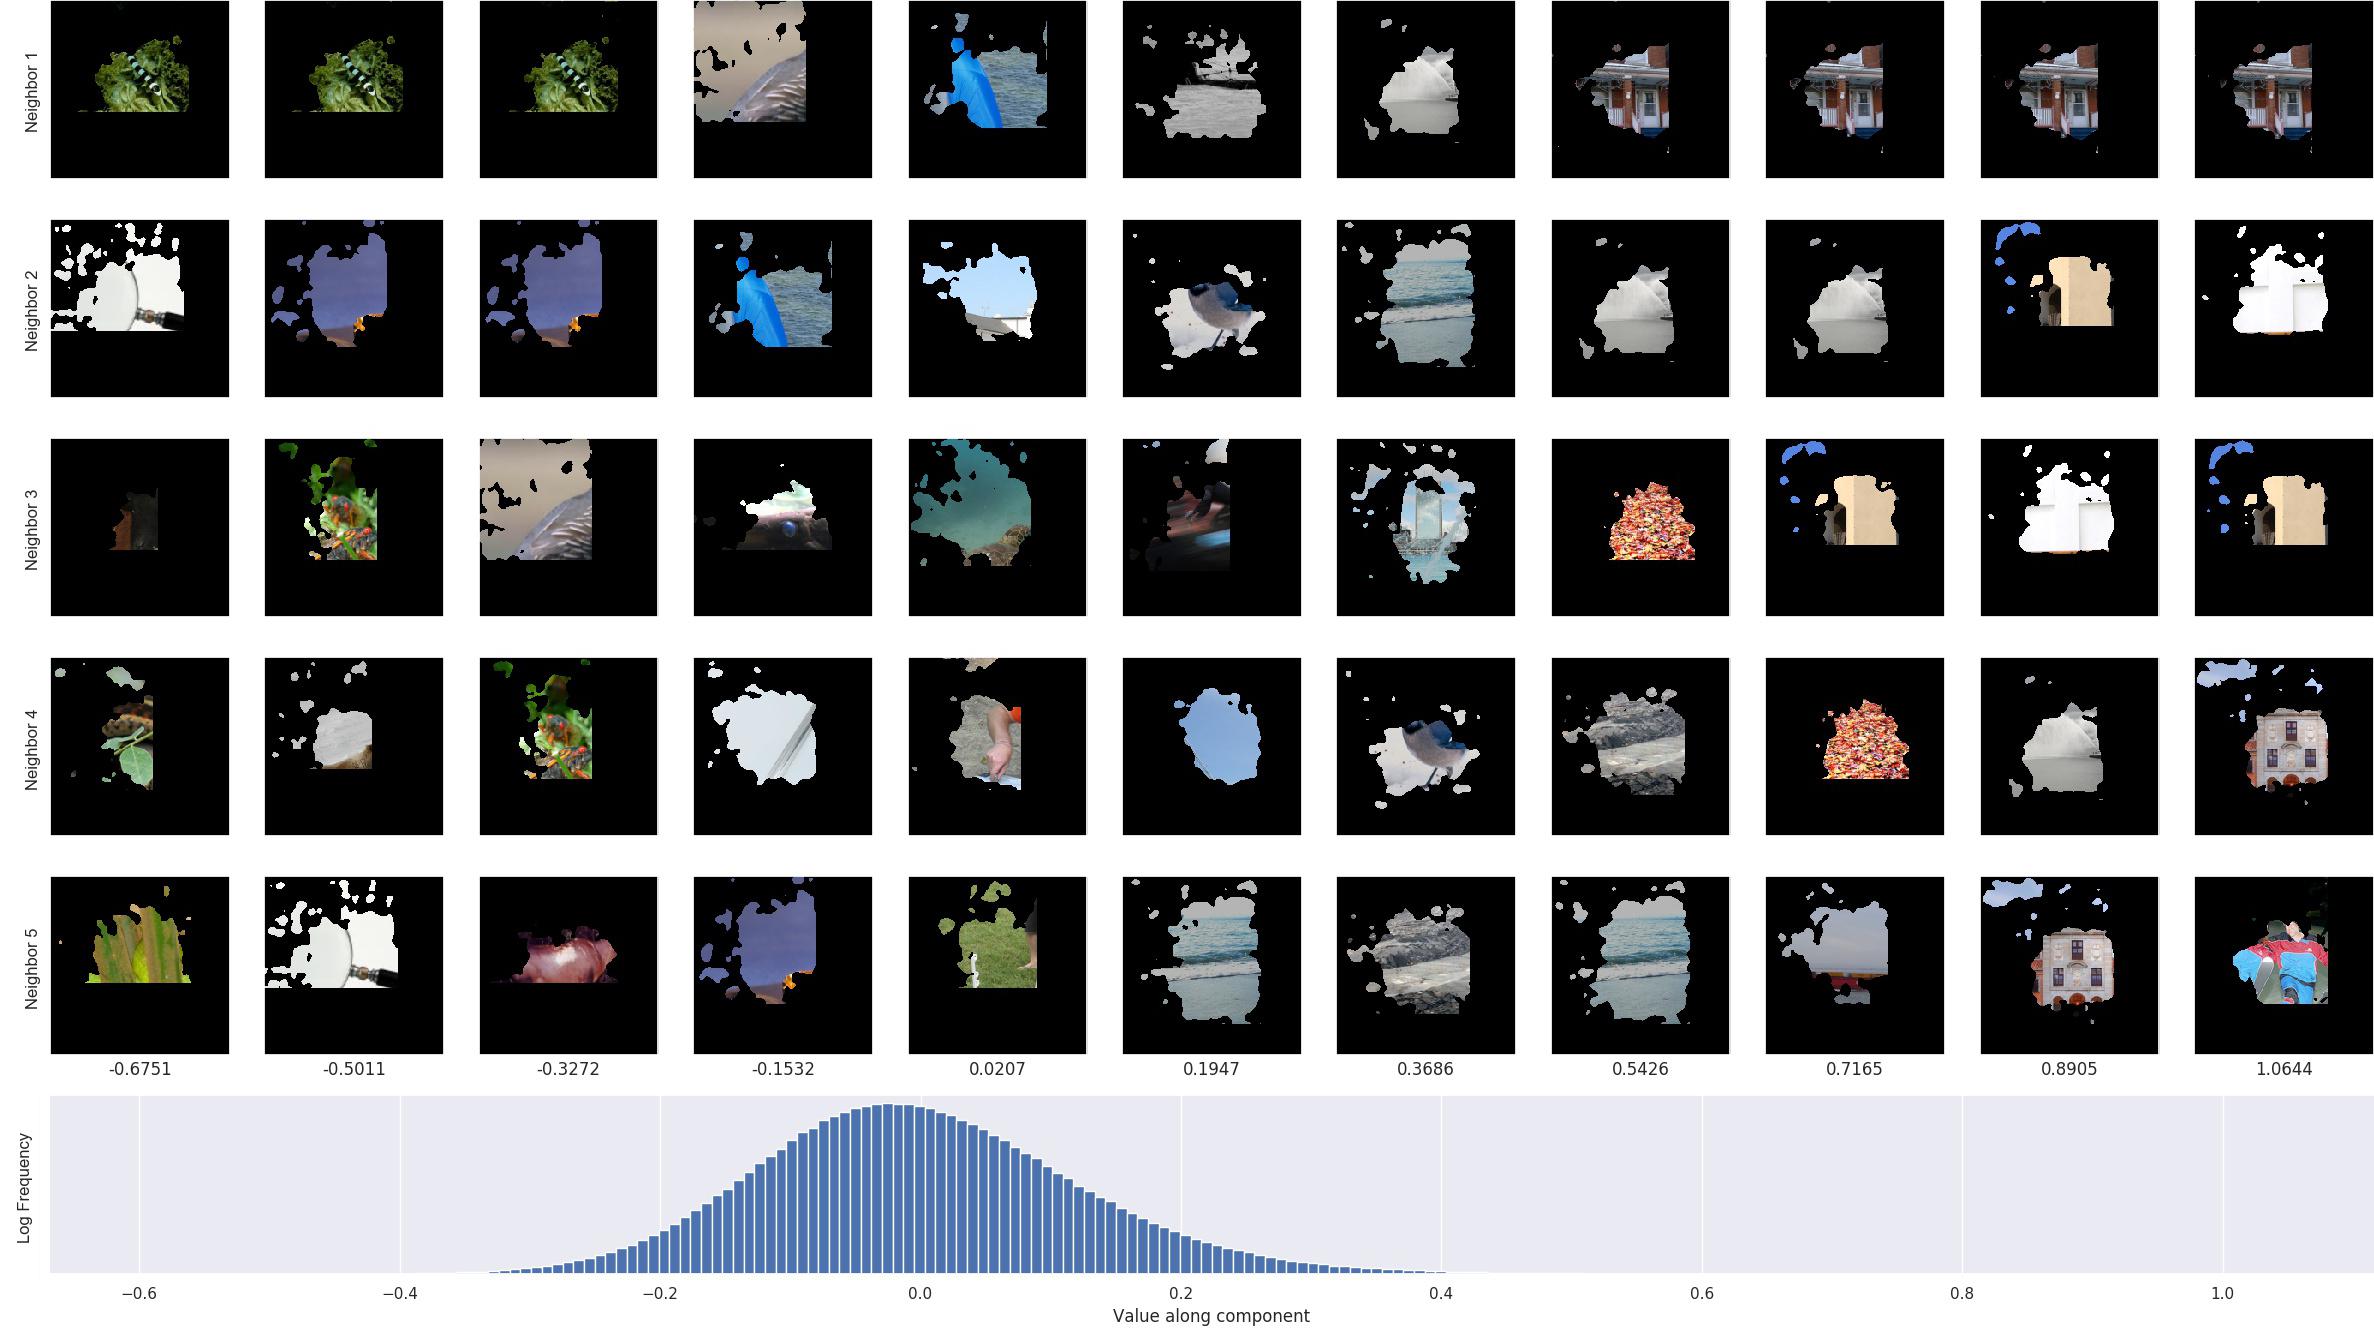 Neighbor 1
Neighbor 2
Neighbor 3
Neighbor 4
Neighbor 5
-0.6751 -0.5011 -0.3272 -0.1532 0.0207 0.1947 0.3686 0.5426 0.7165 0.8905 1.0644
Log Frequency
−0.6 −0.4 −0.2 0.0 0.2 0.4 0.6 0.8 1.0
Value along component